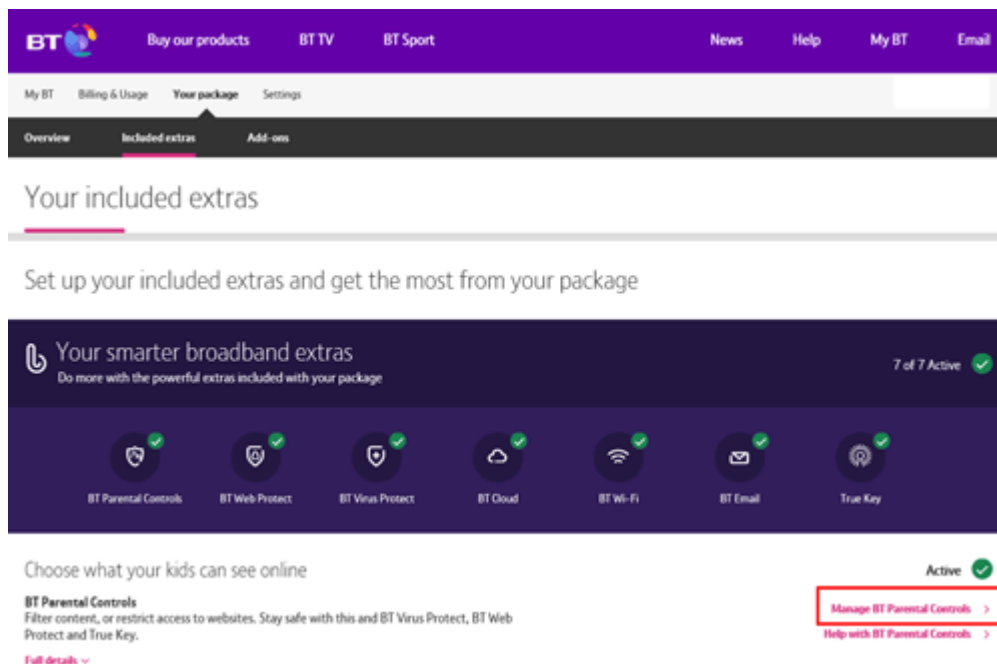 BT Buy our products BT TV BT Sport News Help My BT Email
My BT Billing & Usage Your package Settings
Overview Included extras Add-ons
Your included extras
Set up your included extras and get the most from your package
Your smarter broadband extras
Do more with the powerful extras included with your package
7 of 7 Active
BT Parental Controls BT Web Protect BT Virus Protect BT Cloud BT Wi-Fi BT Email True Key
Choose what your kids can see online
Active
BT Parental Controls
Filter content, or restrict access to websites. Stay safe with this and BT Virus Protect, BT Web
Protect and True Key.
Manage BT Parental Controls
Help with BT Parental Controls
Full details